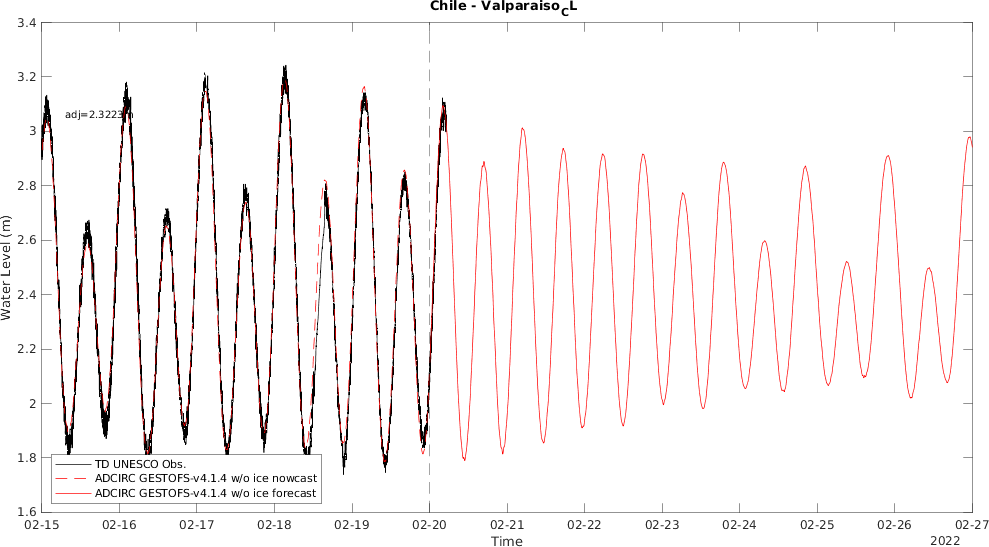 Chile - Valparaiso_CL
3.4
3.2
3
2.8
2.6
2.4
2.2
2
1.8
1.6
Water Level (m)
adj=2.3223m
TD UNESCO Obs.
ADCIRC GESTOFS-v4.1.4 w/o ice nowcast
ADCIRC GESTOFS-v4.1.4 w/o ice forecast
02-15 02-16 02-17 02-18 02-19 02-20 02-21 02-22 02-23 02-24 02-25 02-26 02-27
Time
2022